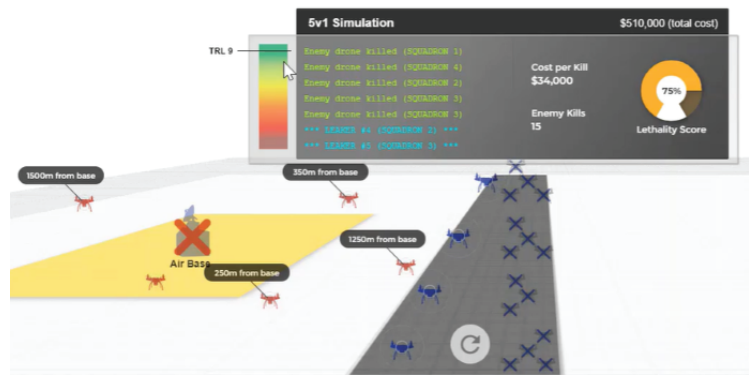 5v1 Simulation
$510,000 (total cost)
TRL 9
Enemy drone killed (SQUADRON 1)
Enemy drone killed (SQUADRON 4)
Enemy drone killed (SQUADRON 2)
Enemy drone killed (SQUADRON 3)
Enemy drone killed (SQUADRON 3)
*** LEAKER #4 (SQUADRON 2) ***
*** LEAKER #5 (SQUADRON 3) ***
Cost per Kill
$34,000
Enemy Kills
15
75%
Lethality Score
1500m from base
350m from base
1250m from base
Air Base
250m from base